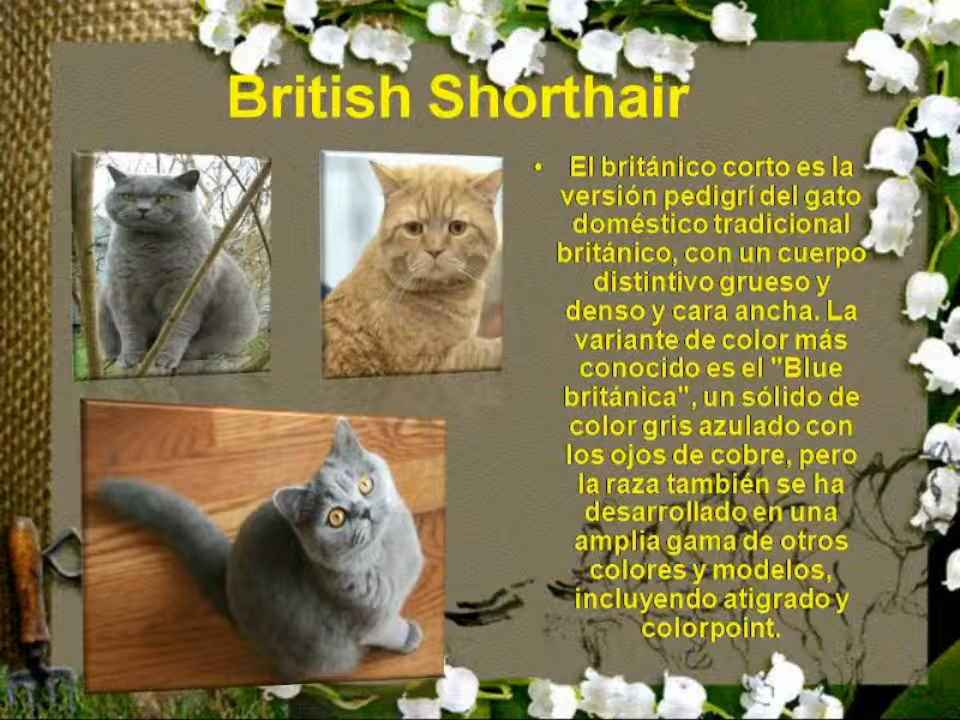 British Shorthair
• El británico corto es la
versión pedigrí del gato
doméstico tradicional
británico, con un cuerpo
distintivo grueso y
denso y cara ancha. La
variante de color más
conocido es el "Blue
británica", un sólido de
color gris azulado con
los ojos de cobre, pero
la raza también se ha
desarrollado en una
amplia gama de otros
colores y modelos,
incluyendo atigrado y
colorpoint.